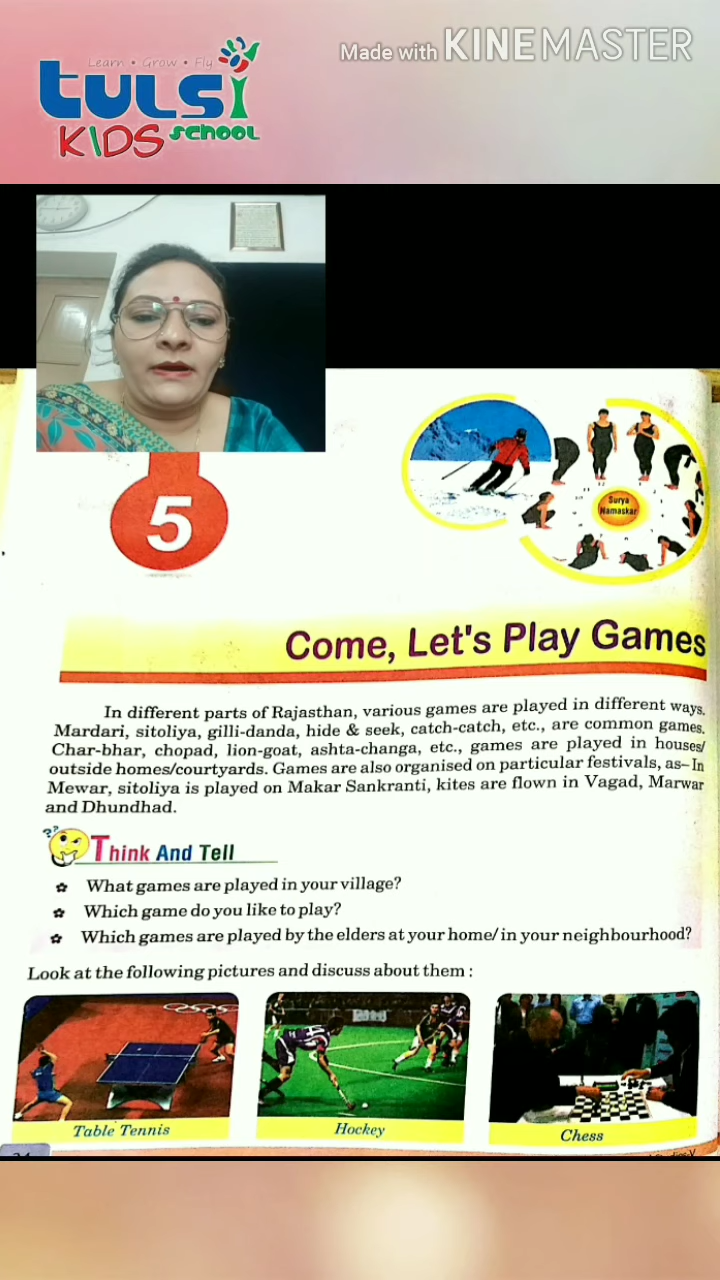 Made with KINEMASTER
Learn • Grow • Fly
tulsi
KIDS SCHOOL
5
Surya
Namaskar
Come, Let's Play Games
In different parts of Rajasthan, various games are played in different ways.
Mardari, sitoliya, gilli-danda, hide & seek, catch-catch, etc., are common games.
Char-bhar, chopad, lion-goat, ashta-changa, etc., games are played in houses/
outside homes/courtyards. Games are also organised on particular festivals, as– In
Mewar, sitoliya is played on Makar Sankranti, kites are flown in Vagad, Marwar
and Dhundhad.
??
Think And Tell
✿ What games are played in your village?
✿ Which game do you like to play?
✿ Which games are played by the elders at your home/ in your neighbourhood?
Look at the following pictures and discuss about them :
Table Tennis
Hockey
Chess